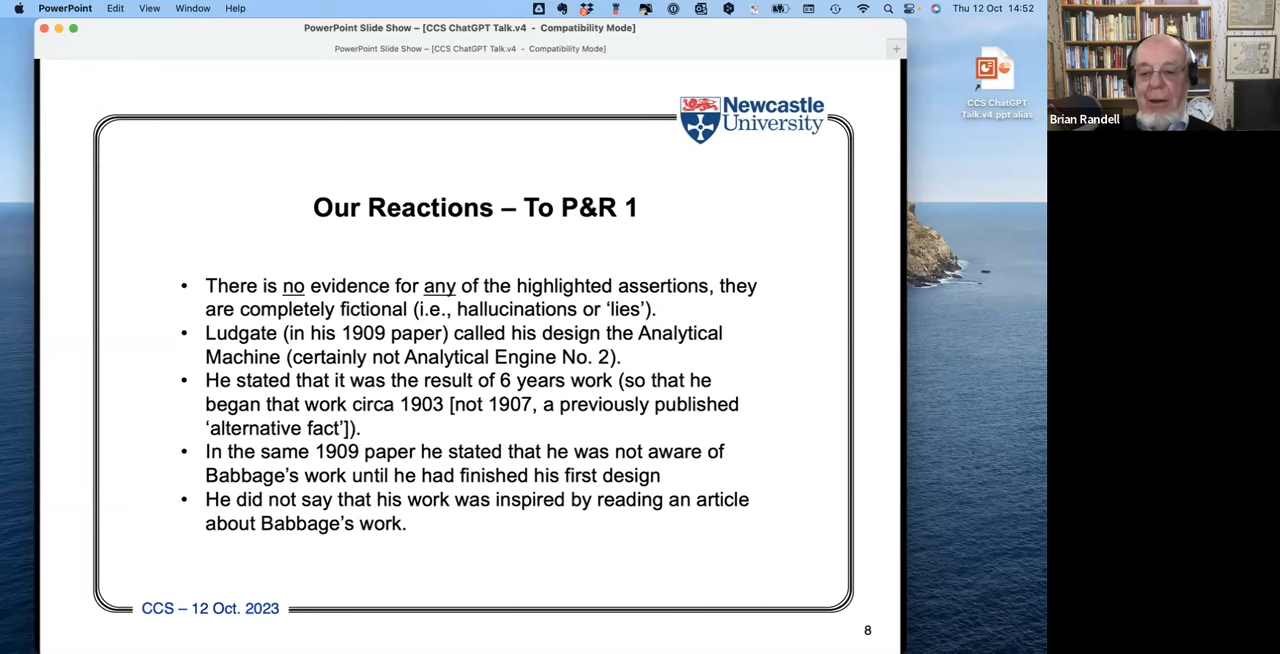 PowerPoint Edit View Window Help Thu 12 Oct 14:52
PowerPoint Slide Show – [CCS ChatGPT Talk.v4 - Compatibility Mode]
PowerPoint Slide Show – [CCS ChatGPT Talk.v4 - Compatibility Mode]
CCS ChatGPT
Talk.v4.ppt alias
Brian Randell
Newcastle
University
Our Reactions – To P&R 1
• There is no evidence for any of the highlighted assertions, they
are completely fictional (i.e., hallucinations or ‘lies’).
• Ludgate (in his 1909 paper) called his design the Analytical
Machine (certainly not Analytical Engine No. 2).
• He stated that it was the result of 6 years work (so that he
began that work circa 1903 [not 1907, a previously published
‘alternative fact’]).
• In the same 1909 paper he stated that he was not aware of
Babbage’s work until he had finished his first design
• He did not say that his work was inspired by reading an article
about Babbage’s work.
CCS – 12 Oct. 2023
8